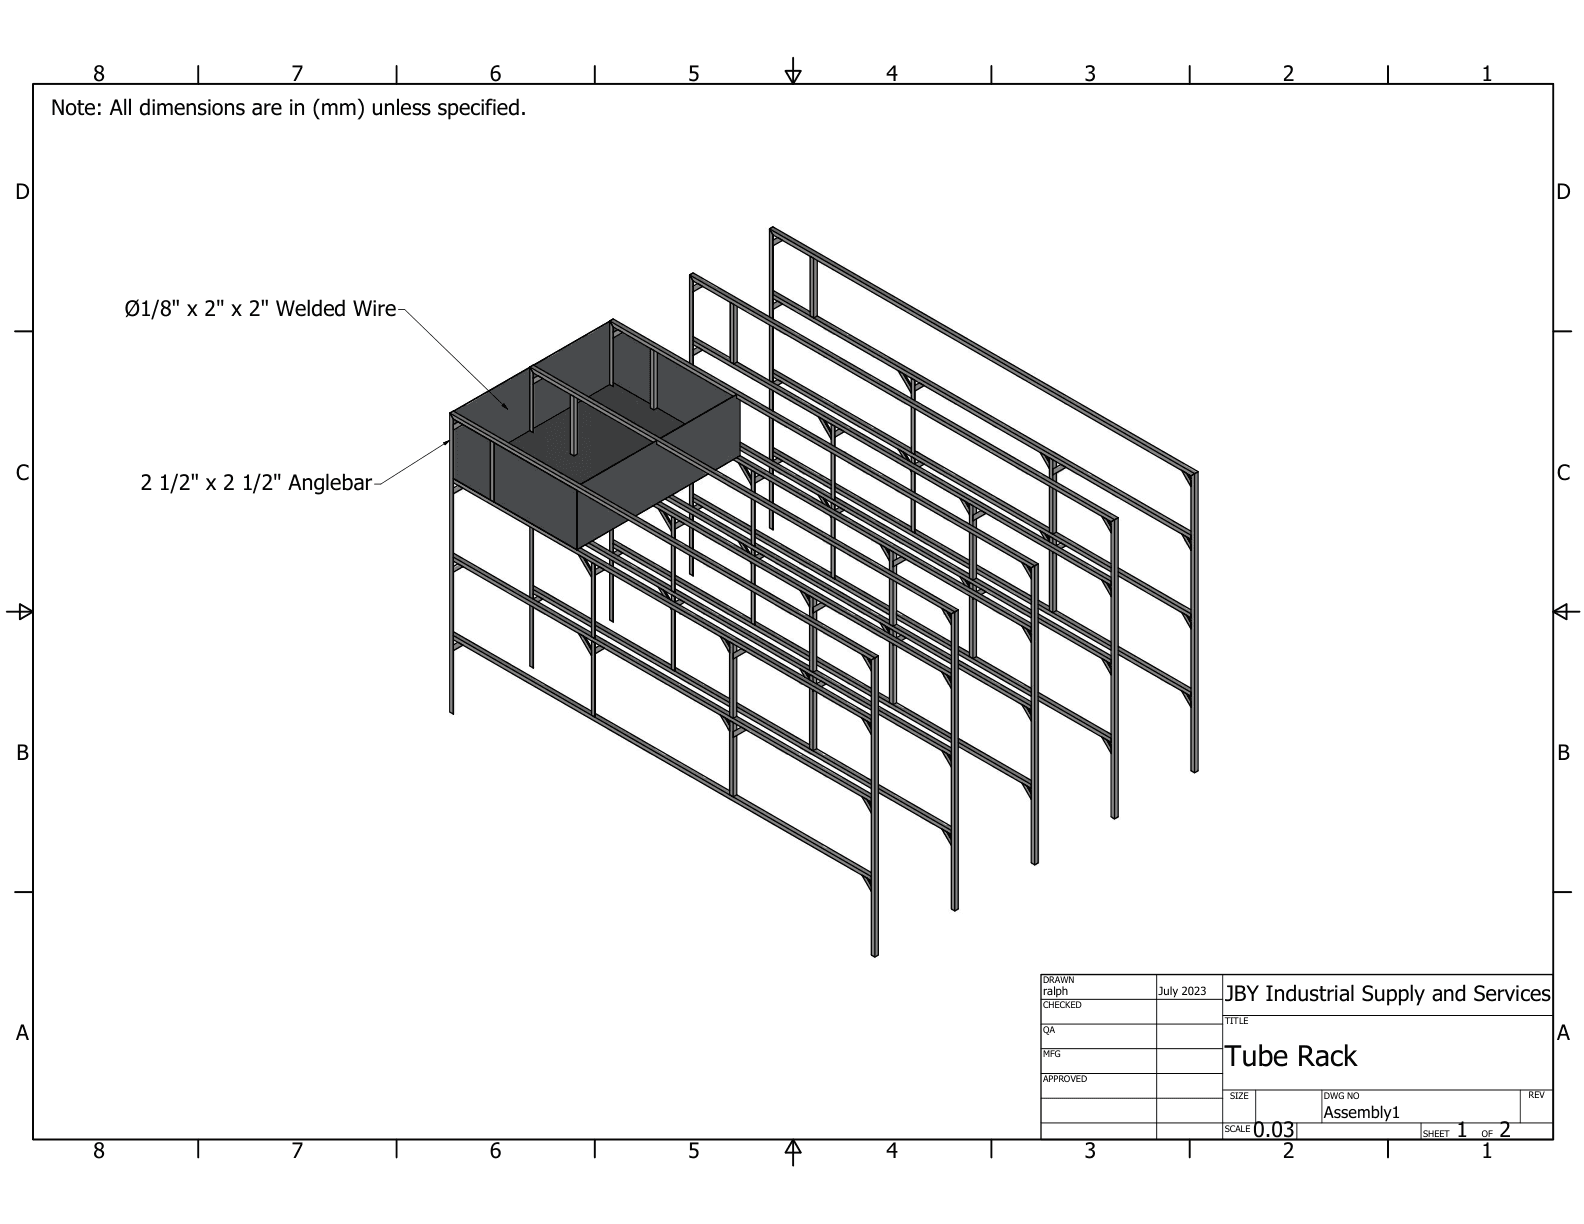 8 7 6 5 4 3 2 1
Note: All dimensions are in (mm) unless specified.
D D
Ø1/8" x 2" x 2" Welded Wire
C C
2 1/2" x 2 1/2" Anglebar
B B
DRAWN
ralph July 2023
JBY Industrial Supply and Services
CHECKED
TITLE
QA
A A
Tube Rack
MFG
APPROVED
SIZE DWG NO REV
Assembly1
SCALE 0.03 SHEET 1 OF 2
8 7 6 5 4 3 2 1